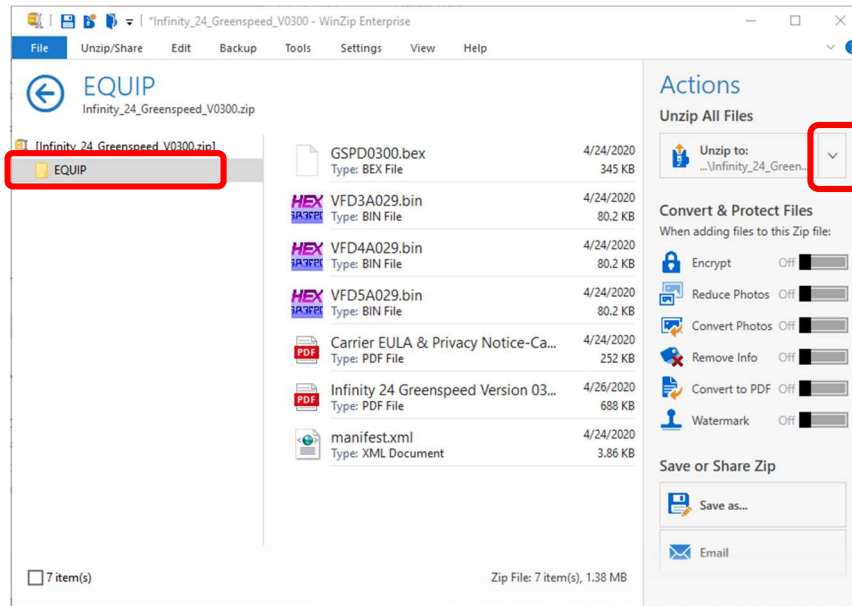 *Infinity_24_Greenspeed_V0300 - WinZip Enterprise
File Unzip/Share Edit Backup Tools Settings View Help
EQUIP
Infinity_24_Greenspeed_V0300.zip
[Infinity_24_Greenspeed_V0300.zip]
EQUIP
GSPD0300.bex 4/24/2020
Type: BEX File 345 KB
HEX VFD3A029.bin 4/24/2020
Type: BIN File 80.2 KB
HEX VFD4A029.bin 4/24/2020
Type: BIN File 80.2 KB
HEX VFD5A029.bin 4/24/2020
Type: BIN File 80.2 KB
PDF Carrier EULA & Privacy Notice-Ca... 4/24/2020
Type: PDF File 252 KB
PDF Infinity 24 Greenspeed Version 03... 4/26/2020
Type: PDF File 688 KB
manifest.xml 4/24/2020
Type: XML Document 3.86 KB
7 item(s)
Zip File: 7 item(s), 1.38 MB
Actions
Unzip All Files
Unzip to:
...\Infinity_24_Green...
Convert & Protect Files
When adding files to this Zip file:
Encrypt Off
Reduce Photos Off
Convert Photos Off
Remove Info Off
Convert to PDF Off
Watermark Off
Save or Share Zip
Save as...
Email